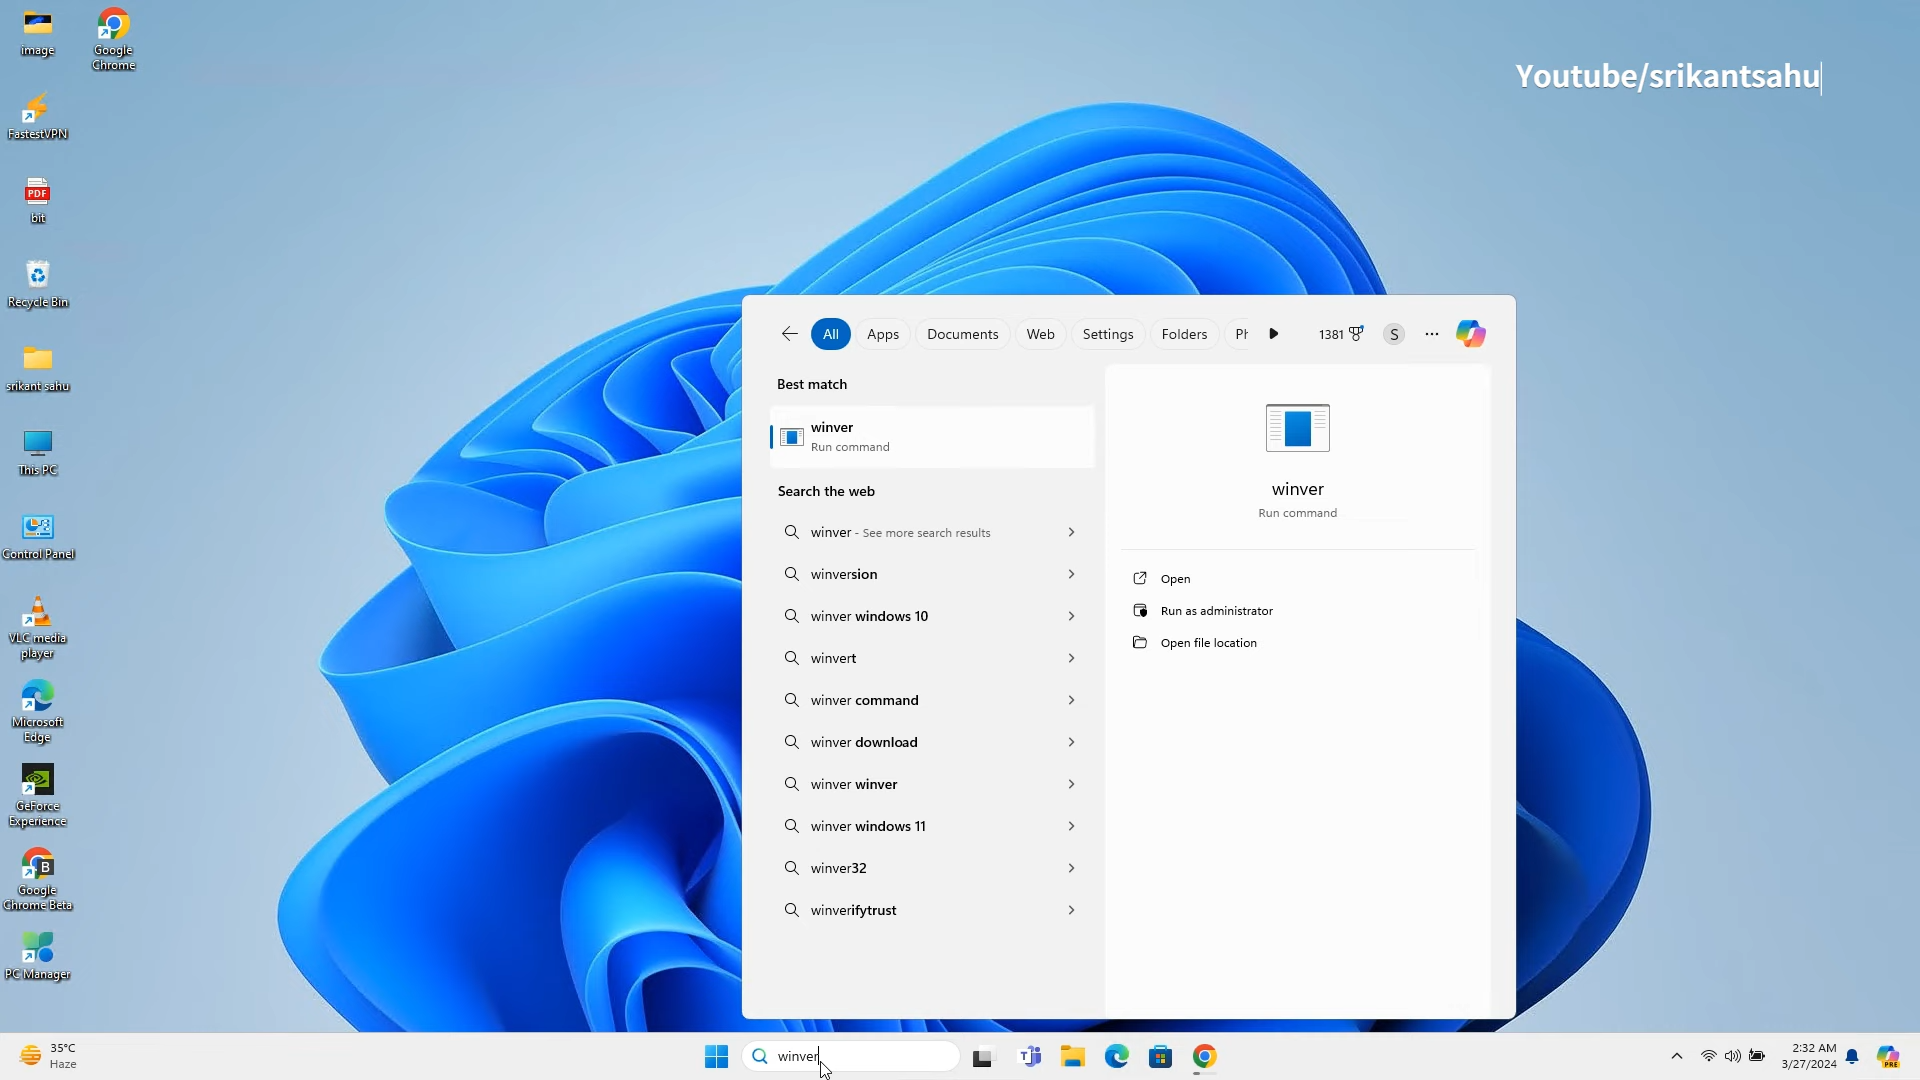 image
Google
Chrome
Youtube/srikantsahu
FastestVPN
PDF
bit
Recycle Bin
srikant sahu
This PC
Control Panel
VLC media
player
Microsoft
Edge
GeForce
Experience
B
Google
Chrome Beta
PC Manager
All
Apps
Documents
Web
Settings
Folders
Ph
1381
S
Best match
winver
Run command
Search the web
winver - See more search results
winversion
winver windows 10
winvert
winver command
winver download
winver winver
winver windows 11
winver32
winverifytrust
winver
Run command
Open
Run as administrator
Open file location
35°C
Haze
winver
T
2:32 AM
3/27/2024
PRE